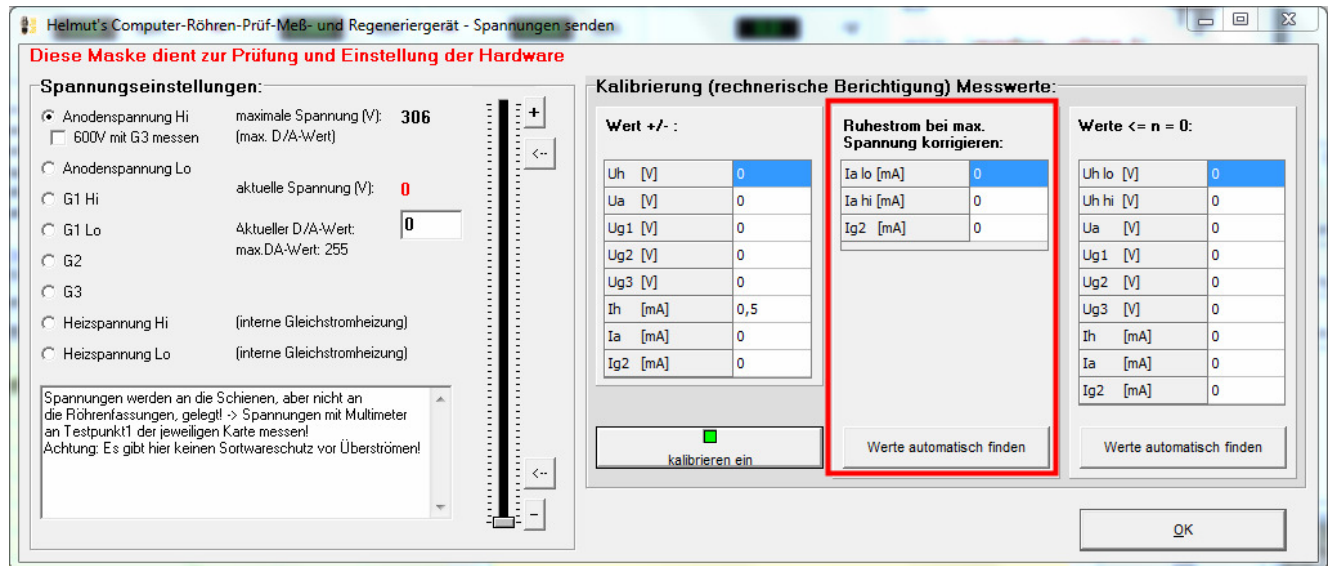 Helmut's Computer-Röhren-Prüf-Meß- und Regeneriergerät - Spannungen senden
Diese Maske dient zur Prüfung und Einstellung der Hardware
Spannungseinstellungen:
Anodenspannung Hi
600V mit G3 messen
Anodenspannung Lo
G1 Hi
G1 Lo
G2
G3
Heizspannung Hi (interne Gleichstromheizung)
Heizspannung Lo (interne Gleichstromheizung)
maximale Spannung (V): 306
(max. D/A-Wert)
aktuelle Spannung (V): 0
Aktueller D/A-Wert: 0
max.DA-Wert: 255
+
<--
<--
-
Spannungen werden an die Schienen, aber nicht an
die Röhrenfassungen, gelegt! -> Spannungen mit Multimeter
an Testpunkt1 der jeweiligen Karte messen!
Achtung: Es gibt hier keinen Sortwareschutz vor Überströmen!
Kalibrierung (rechnerische Berichtigung) Messwerte:
Wert +/- :
Uh [V] 0
Ua [V] 0
Ug1 [V] 0
Ug2 [V] 0
Ug3 [V] 0
Ih [mA] 0,5
Ia [mA] 0
Ig2 [mA] 0
kalibrieren ein
Ruhestrom bei max.
Spannung korrigieren:
Ia lo [mA] 0
Ia hi [mA] 0
Ig2 [mA] 0
Werte automatisch finden
Werte <= n = 0:
Uh lo [V] 0
Uh hi [V] 0
Ua [V] 0
Ug1 [V] 0
Ug2 [V] 0
Ug3 [V] 0
Ih [mA] 0
Ia [mA] 0
Ig2 [mA] 0
Werte automatisch finden
OK